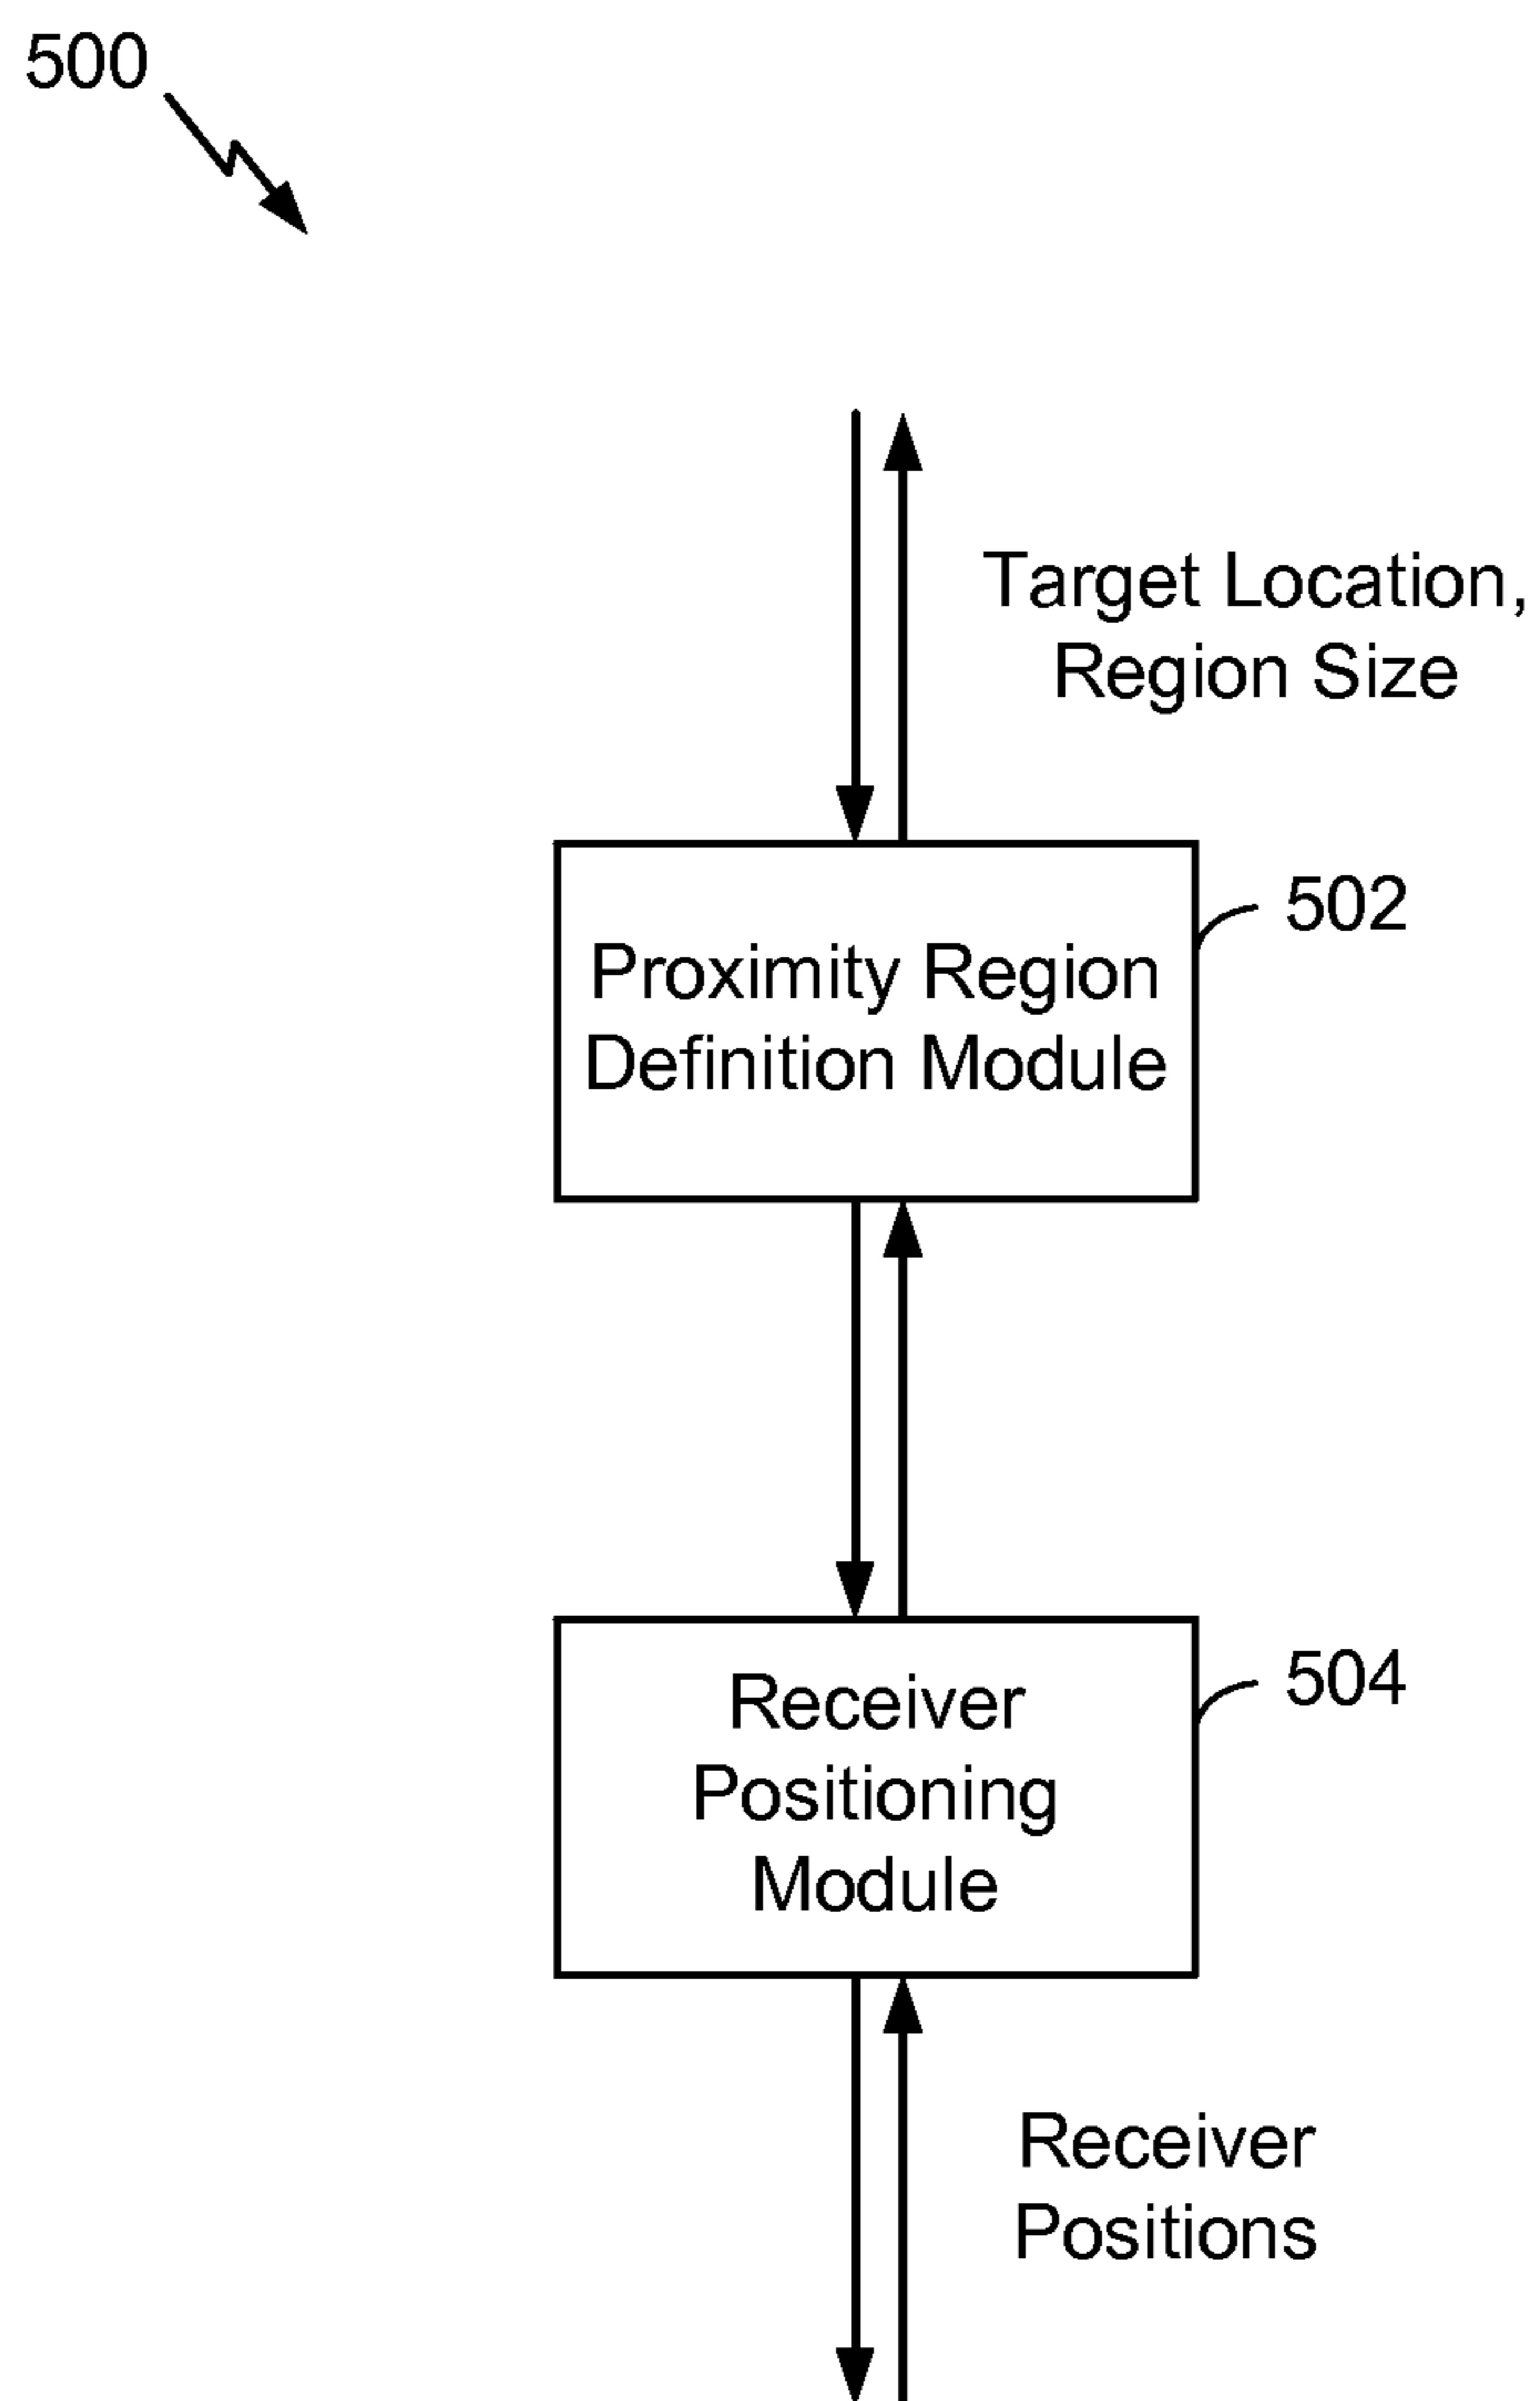 500
Target Location,
Region Size
502
Proximity Region
Definition Module
504
Receiver
Positioning
Module
Receiver
Positions